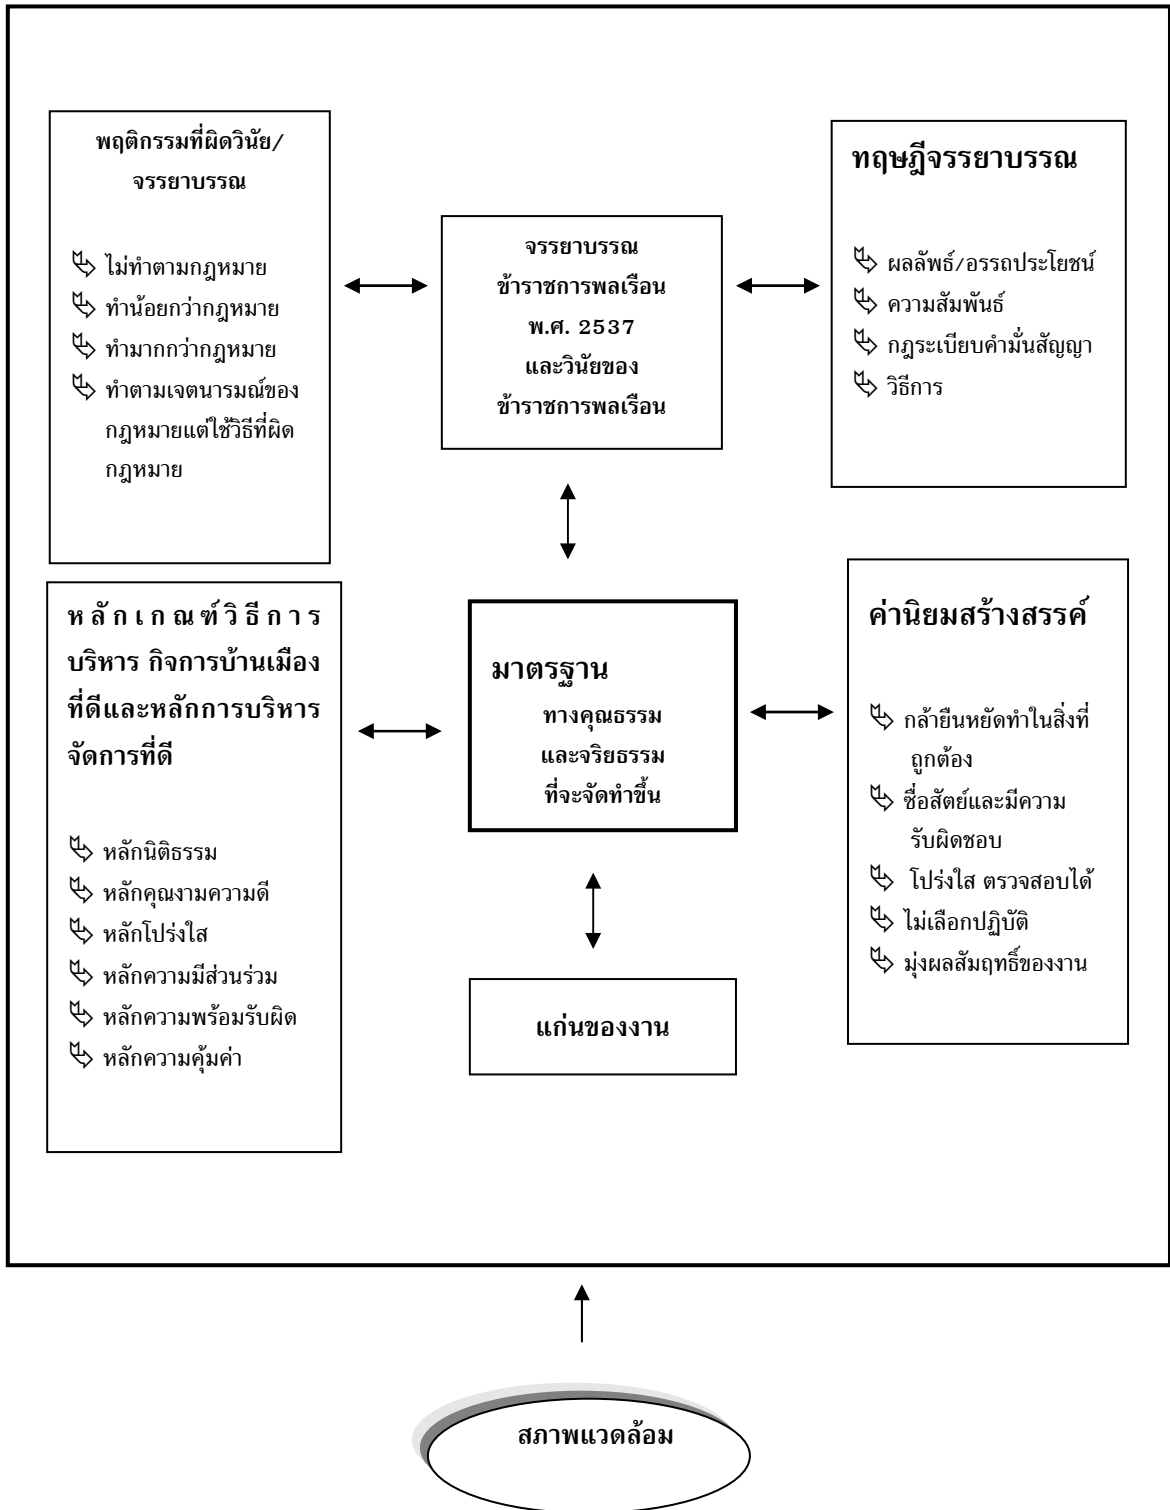 พฤติกรรมที่ผิดวินัย/
จรรยาบรรณ
ไม่ทำตามกฎหมาย
ทำน้อยกว่ากฎหมาย
ทำมากกว่ากฎหมาย
ทำตามเจตนารมณ์ของ
กฎหมายแต่ใช้วิธีที่ผิด
กฎหมาย
จรรยาบรรณ
ข้าราชการพลเรือน
พ.ศ. 2537
และวินัยของ
ข้าราชการพลเรือน
ทฤษฎีจรรยาบรรณ
ผลลัพธ์/อรรถประโยชน์
ความสัมพันธ์
กฎระเบียบคำมั่นสัญญา
วิธีการ
หลักเกณฑ์วิธีการ
บริหาร กิจการบ้านเมือง
ที่ดีและหลักการบริหาร
จัดการที่ดี
หลักนิติธรรม
หลักคุณงามความดี
หลักโปร่งใส
หลักความมีส่วนร่วม
หลักความพร้อมรับผิด
หลักความคุ้มค่า
มาตรฐาน
ทางคุณธรรม
และจริยธรรม
ที่จะจัดทำขึ้น
ค่านิยมสร้างสรรค์
กล้ายืนหยัดทำในสิ่งที่
ถูกต้อง
ซื่อสัตย์และมีความ
รับผิดชอบ
โปร่งใส ตรวจสอบได้
ไม่เลือกปฏิบัติ
มุ่งผลสัมฤทธิ์ของงาน
แก่นของงาน
สภาพแวดล้อม